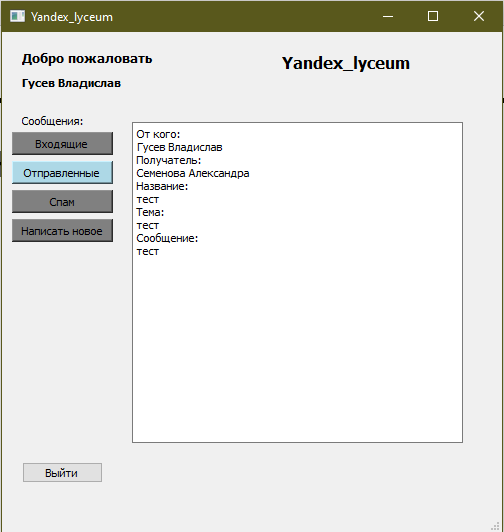 Yandex_lyceum
Добро пожаловать
Yandex_lyceum
Гусев Владислав
Сообщения:
Входящие
Отправленные
Спам
Написать новое
От кого:
Гусев Владислав
Получатель:
Семенова Александра
Название:
тест
Тема:
тест
Сообщение:
тест
Выйти